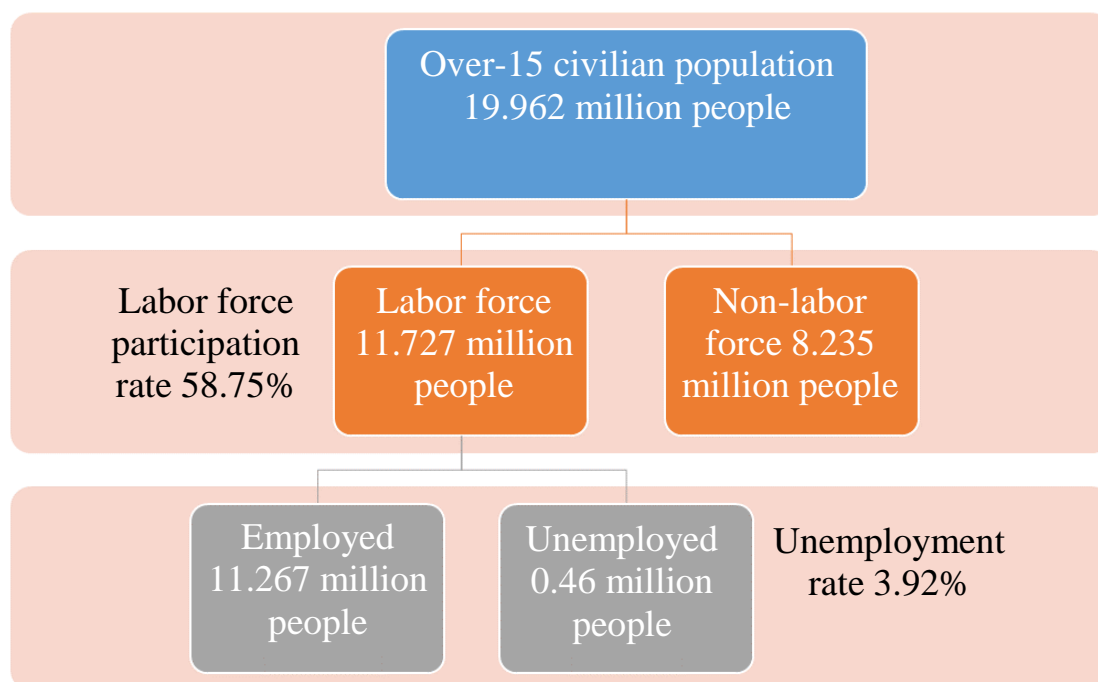 Over-15 civilian population
19.962 million people
Labor force
participation
rate 58.75%
Labor force
11.727 million
people
Non-labor
force 8.235
million people
Employed
11.267 million
people
Unemployed
0.46 million
people
Unemployment
rate 3.92%